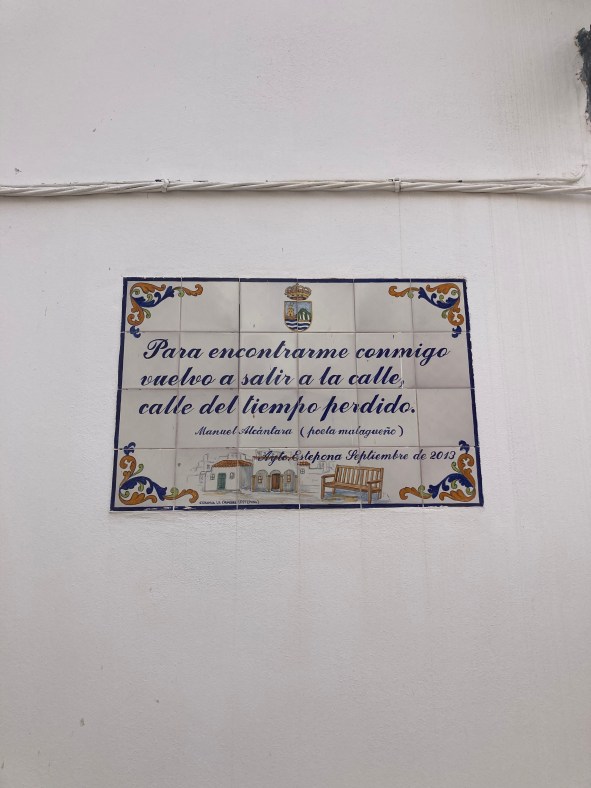 Para encontrarme conmigo
vuelvo a salir a la calle,
calle del tiempo perdido.
Manuel Alcántara (poeta malagueño)
Ayto. Estepona Septiembre de 2013